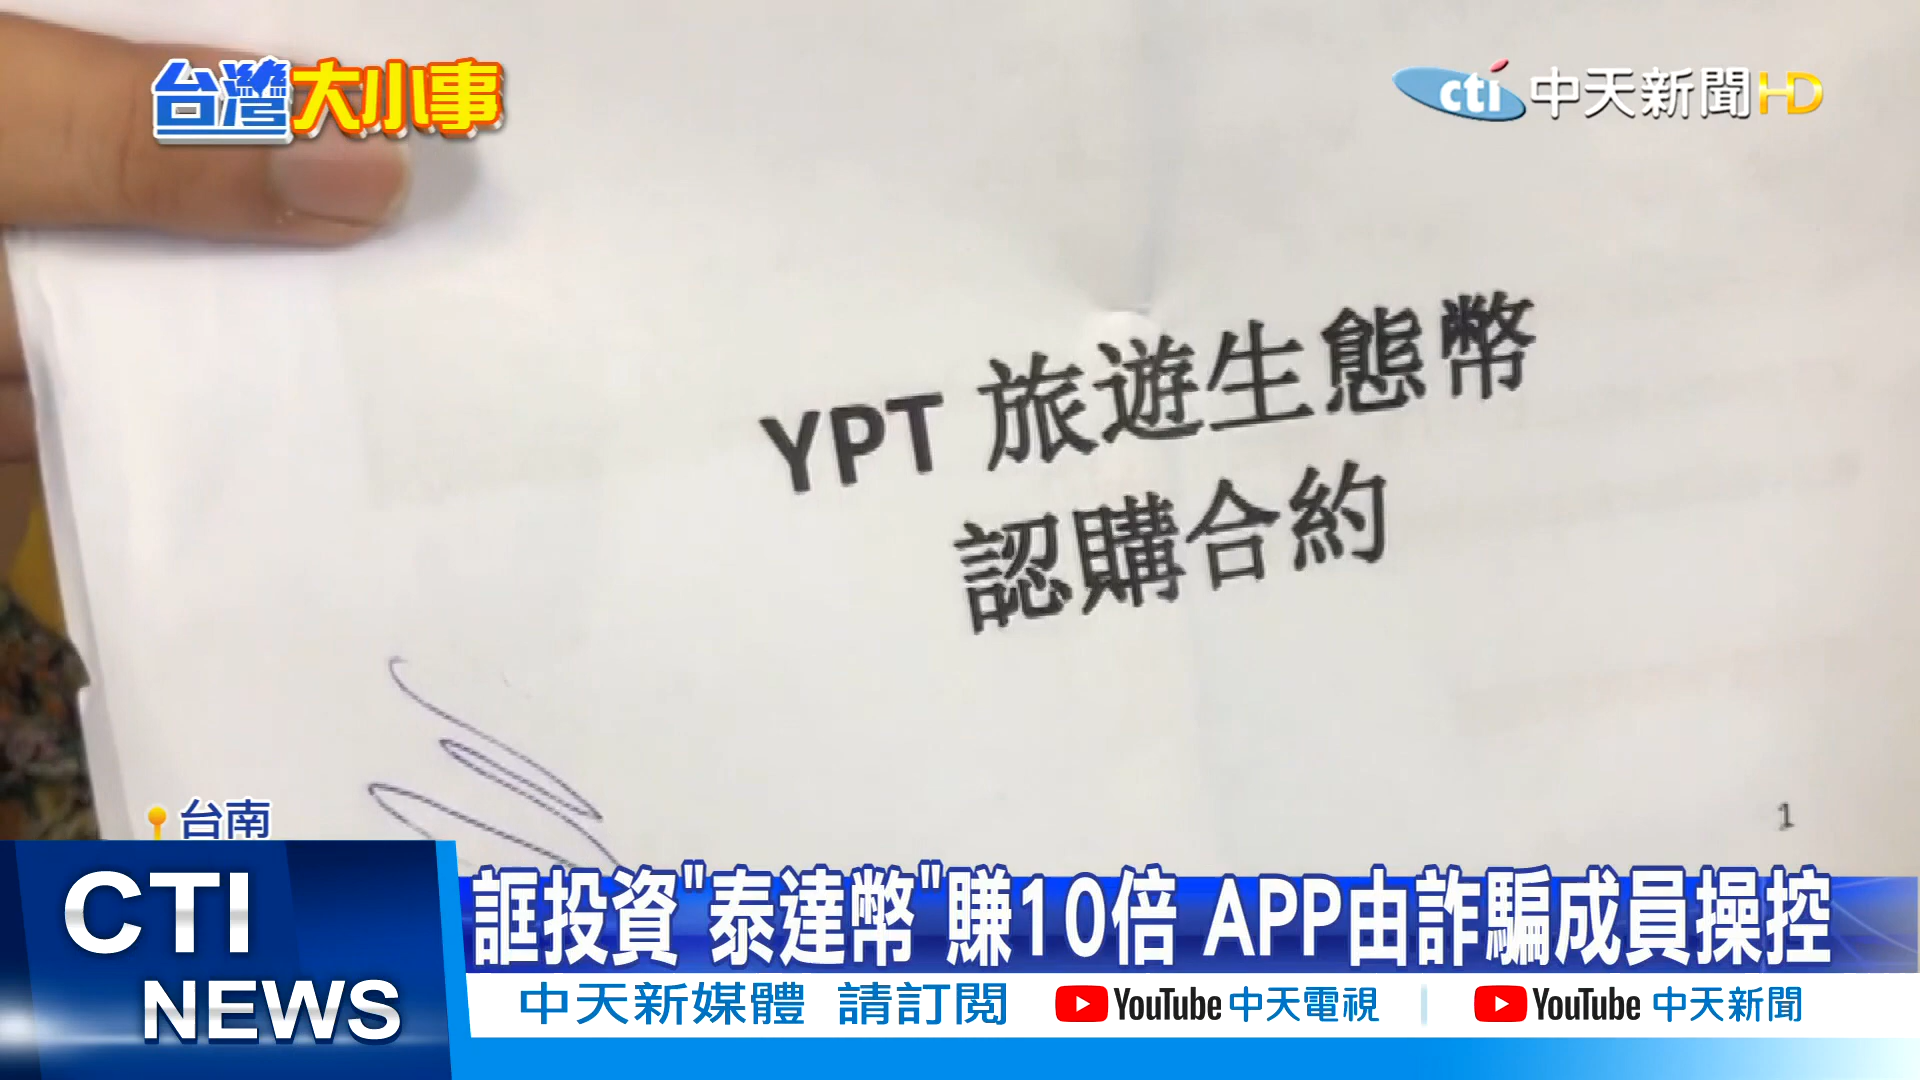 台灣大小事
cti 中天新聞HD
YPT 旅遊生態幣
認購合約
1
台南
CTI
NEWS
誆投資"泰達幣"賺10倍 APP由詐騙成員操控
中天新媒體 請訂閱 YouTube 中天電視 | YouTube 中天新聞